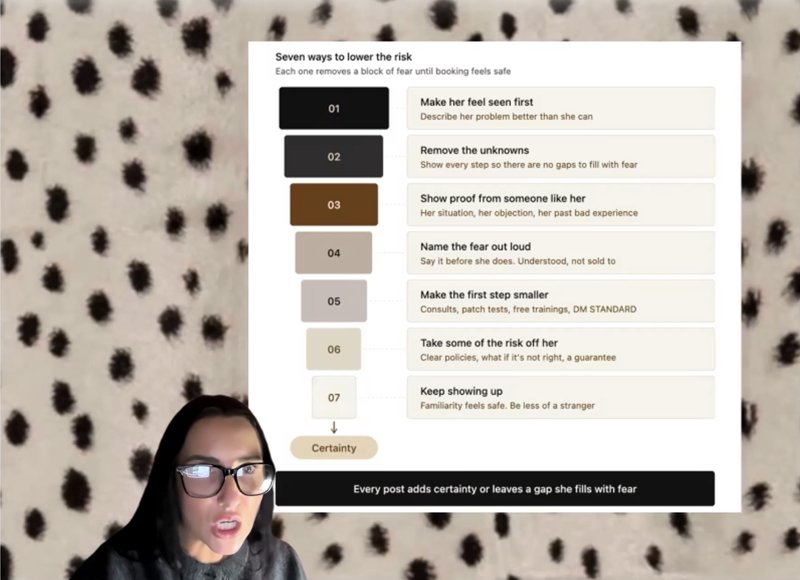 Seven ways to lower the risk
Each one removes a block of fear until booking feels safe
01
Make her feel seen first
Describe her problem better than she can
02
Remove the unknowns
Show every step so there are no gaps to fill with fear
03
Show proof from someone like her
Her situation, her objection, her past bad experience
04
Name the fear out loud
Say it before she does. Understood, not sold to
05
Make the first step smaller
Consults, patch tests, free trainings, DM STANDARD
06
Take some of the risk off her
Clear policies, what if it's not right, a guarantee
07
Keep showing up
Familiarity feels safe. Be less of a stranger
Certainty
Every post adds certainty or leaves a gap she fills with fear